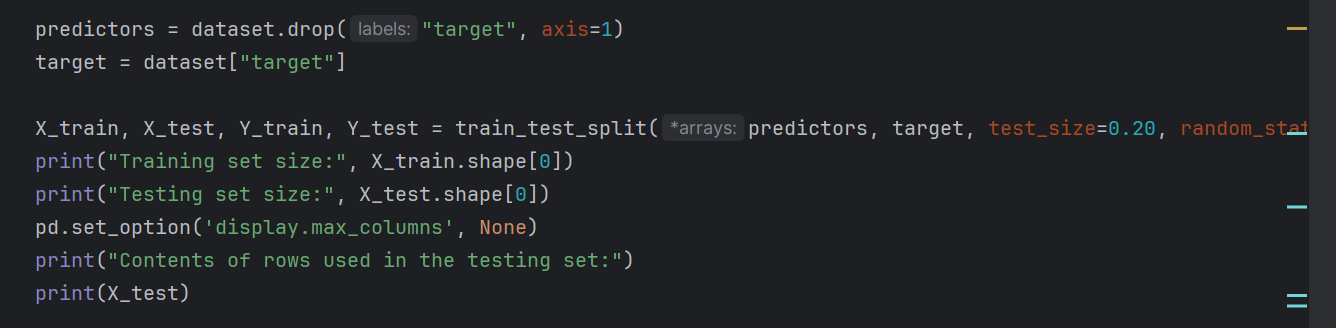 predictors = dataset.drop(labels: "target", axis=1)
target = dataset["target"]
X_train, X_test, Y_train, Y_test = train_test_split(*arrays: predictors, target, test_size=0.20, random_stat
print("Training set size:", X_train.shape[0])
print("Testing set size:", X_test.shape[0])
pd.set_option('display.max_columns', None)
print("Contents of rows used in the testing set:")
print(X_test)